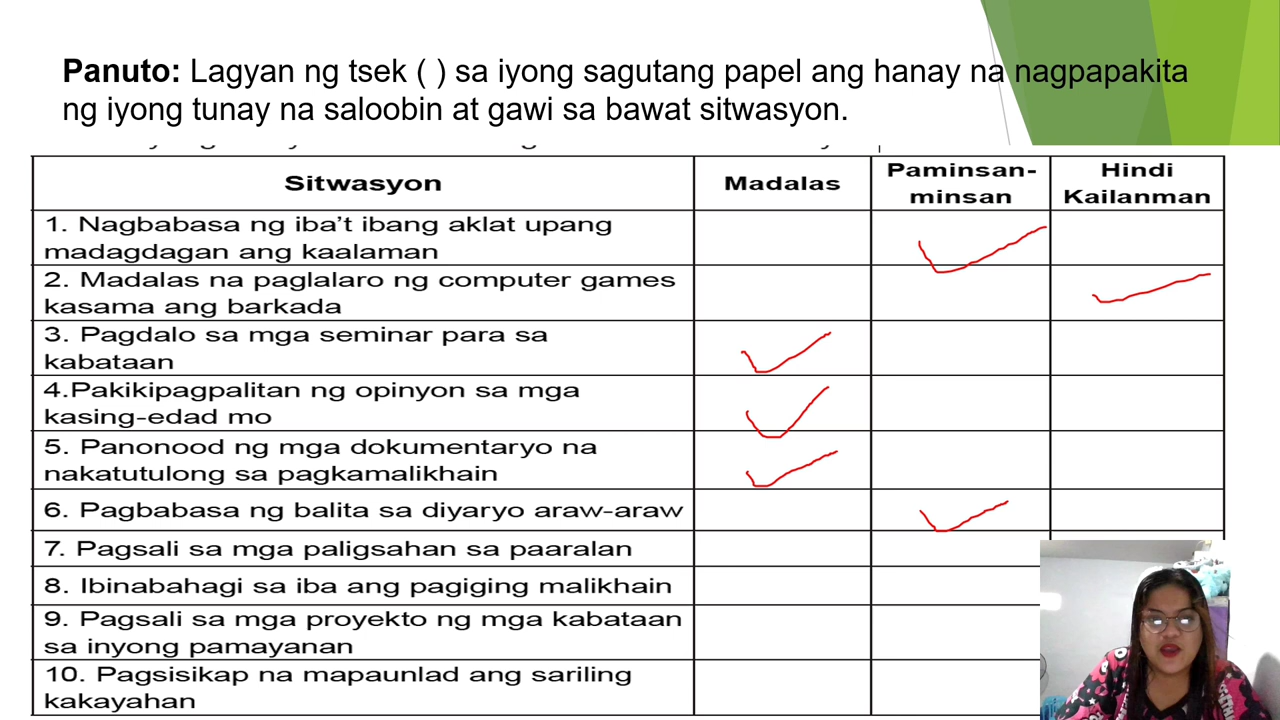 Panuto: Lagyan ng tsek ( ) sa iyong sagutang papel ang hanay na nagpapakita
ng iyong tunay na saloobin at gawi sa bawat sitwasyon.
Sitwasyon
Madalas
Paminsan-
minsan
Hindi
Kailanman
1. Nagbabasa ng iba't ibang aklat upang
madagdagan ang kaalaman
2. Madalas na paglalaro ng computer games
kasama ang barkada
3. Pagdalo sa mga seminar para sa
kabataan
4.Pakikipagpalitan ng opinyon sa mga
kasing-edad mo
5. Panonood ng mga dokumentaryo na
nakatutulong sa pagkamalikhain
6. Pagbabasa ng balita sa diyaryo araw-araw
7. Pagsali sa mga paligsahan sa paaralan
8. Ibinabahagi sa iba ang pagiging malikhain
9. Pagsali sa mga proyekto ng mga kabataan
sa inyong pamayanan
10. Pagsisikap na mapaunlad ang sariling
kakayahan